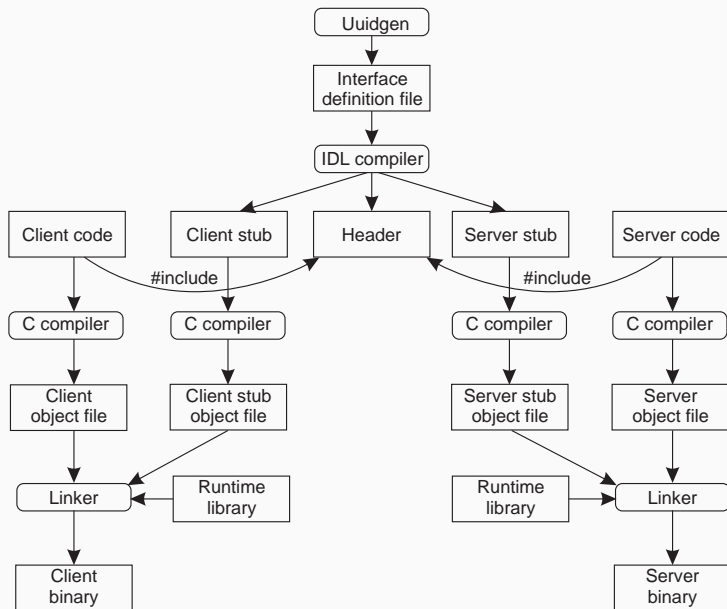 Uuidgen
Interface
definition file
IDL compiler
Client code
Client stub
Header
Server stub
Server code
#include
#include
C compiler
C compiler
C compiler
C compiler
Client
object file
Client stub
object file
Server stub
object file
Server
object file
Linker
Runtime
library
Runtime
library
Linker
Client
binary
Server
binary